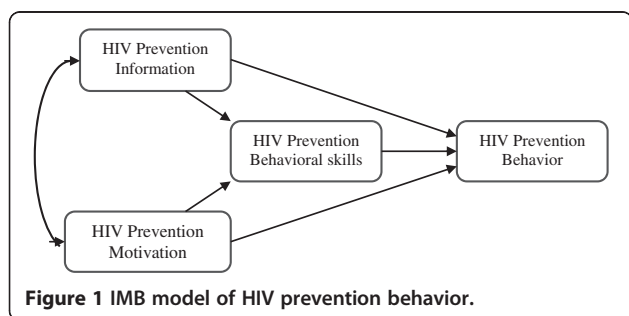 HIV Prevention
Information
HIV Prevention
Behavioral skills
HIV Prevention
Behavior
HIV Prevention
Motivation
Figure 1 IMB model of HIV prevention behavior.